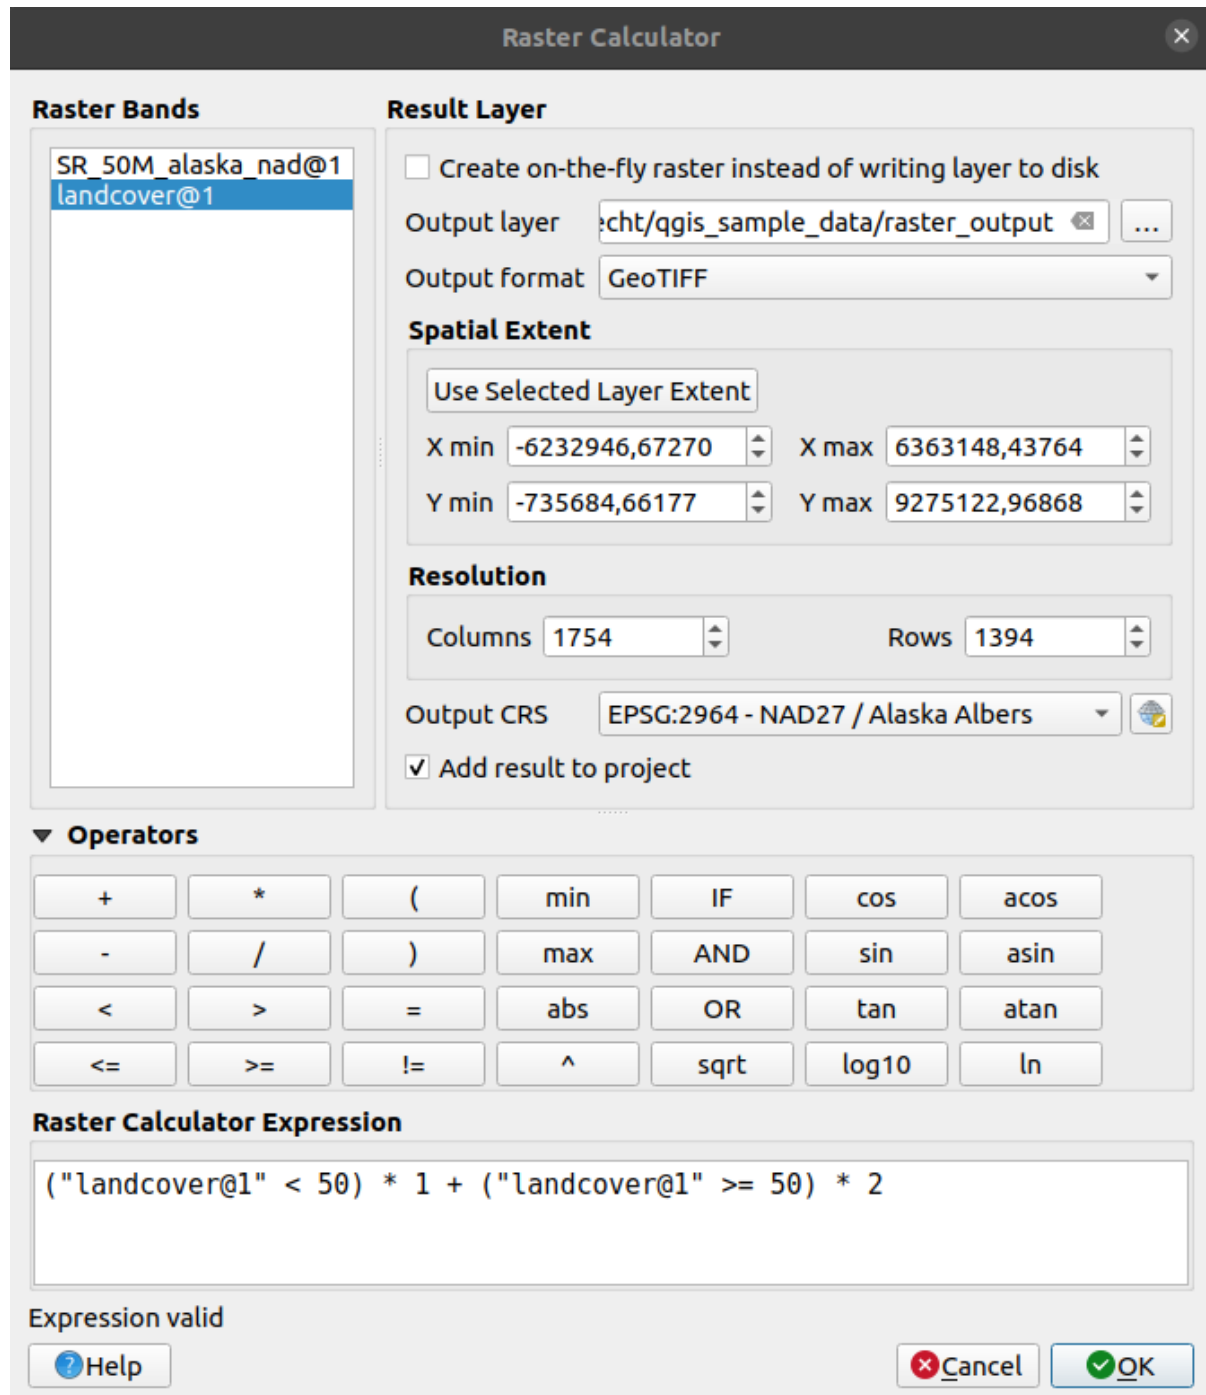 Raster Calculator
Raster Bands
SR_50M_alaska_nad@1
landcover@1
Result Layer
Create on-the-fly raster instead of writing layer to disk
Output layer echt/qgis_sample_data/raster_output ...
Output format GeoTIFF
Spatial Extent
Use Selected Layer Extent
X min -6232946,67270 X max 6363148,43764
Y min -735684,66177 Y max 9275122,96868
Resolution
Columns 1754 Rows 1394
Output CRS EPSG:2964 - NAD27 / Alaska Albers
Add result to project
Operators
+ * ( min IF cos acos
- / ) max AND sin asin
< > = abs OR tan atan
<= >= != ^ sqrt log10 ln
Raster Calculator Expression
("landcover@1" < 50) * 1 + ("landcover@1" >= 50) * 2
Expression valid
Help Cancel OK